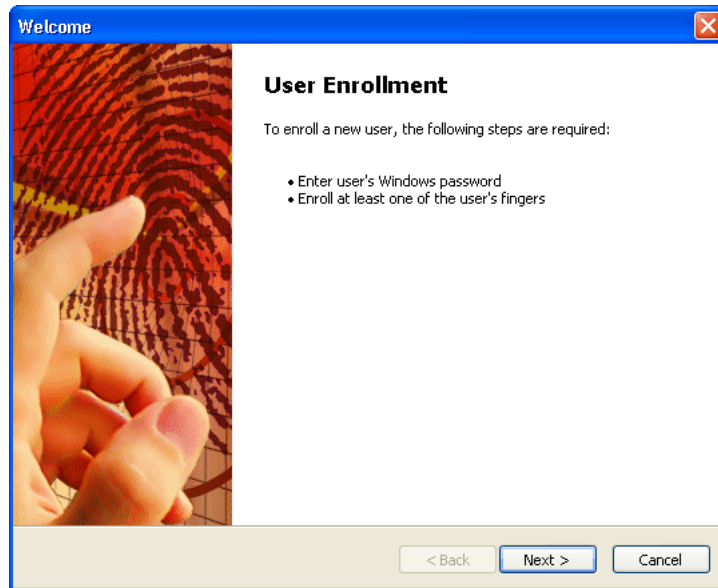 Welcome
User Enrollment
To enroll a new user, the following steps are required:
• Enter user's Windows password
• Enroll at least one of the user's fingers
< Back Next > Cancel